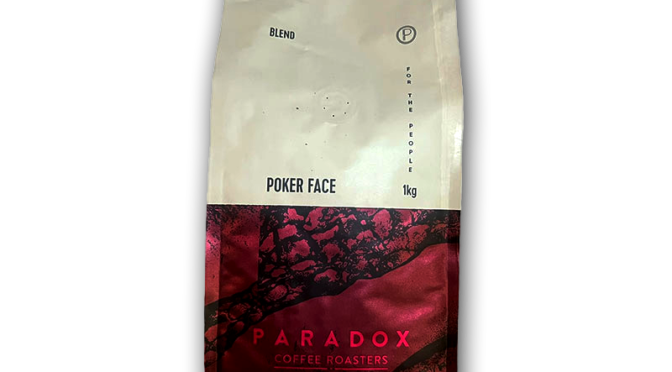 BLEND
P
FOR THE PEOPLE
POKER FACE
1kg
PARADOX
COFFEE ROASTERS